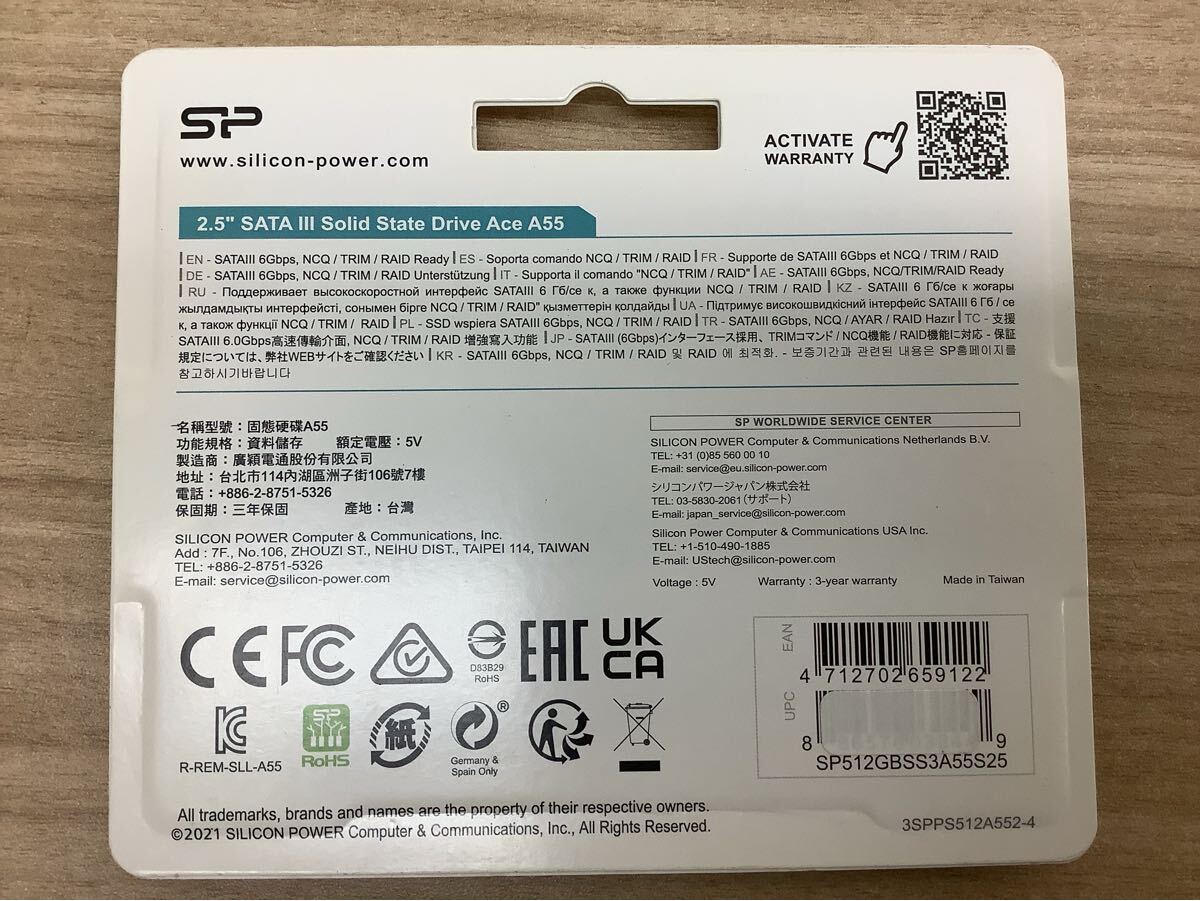 SP
www.silicon-power.com
ACTIVATE
WARRANTY
2.5" SATA III Solid State Drive Ace A55
EN - SATAIII 6Gbps, NCQ / TRIM / RAID Ready | ES - Soporta comando NCQ / TRIM / RAID | FR - Supporte de SATAIII 6Gbps et NCQ / TRIM / RAID
DE - SATAIII 6Gbps, NCQ / TRIM / RAID Unterstützung | IT - Supporta il comando "NCQ / TRIM / RAID" | AE - SATAIII 6Gbps, NCQ/TRIM/RAID Ready
RU - Поддерживает высокоскоростной интерфейс SATAIII 6 Гб/се к, а также функции NCQ / TRIM / RAID | KZ - SATAIII 6 Гб/се к жоғары
жылдамдықты интерфейсті, сонымен бірге NCQ / TRIM / RAID" қызметтерін қолдайды | UA - Підтримує високошвидкісний інтерфейс SATAIII 6 Гб / се
к, а також функції NCQ / TRIM / RAID | PL - SSD wspiera SATAIII 6Gbps, NCQ / TRIM / RAID | TR - SATAIII 6Gbps, NCQ / AYAR / RAID Hazır | TC - 支援
SATAIII 6.0Gbps高速傳輸介面, NCQ / TRIM / RAID 增強寫入功能 | JP - SATAIII (6Gbps)インターフェース採用、TRIMコマンド / NCQ機能 / RAID機能に対応 - 保証
規定については、弊社WEBサイトをご確認ください | KR - SATAIII 6Gbps, NCQ / TRIM / RAID 및 RAID 에 최적화. - 보증기간과 관련된 내용은 SP홈페이지를
참고하시기바랍니다
名稱型號：固態硬碟A55
功能規格：資料儲存 額定電壓：5V
製造商：廣穎電通股份有限公司
地址：台北市114內湖區洲子街106號7樓
電話：+886-2-8751-5326
保固期：三年保固 產地：台灣
SILICON POWER Computer & Communications, Inc.
Add : 7F., No.106, ZHOUZI ST., NEIHU DIST., TAIPEI 114, TAIWAN
TEL: +886-2-8751-5326
E-mail: service@silicon-power.com
SP WORLDWIDE SERVICE CENTER
SILICON POWER Computer & Communications Netherlands B.V.
TEL: +31 (0)85 560 00 10
E-mail: service@eu.silicon-power.com
シリコンパワージャパン株式会社
TEL: 03-5830-2061（サポート）
E-mail: japan_service@silicon-power.com
Silicon Power Computer & Communications USA Inc.
TEL: +1-510-490-1885
E-mail: UStech@silicon-power.com
Voltage : 5V Warranty : 3-year warranty Made in Taiwan
CE FC D83B29 RoHS EAC UK CA
R-REM-SLL-A55
SP RoHS
紙
®
Germany &
Spain Only
EAN
4 712702 659122
UPC
8 9
SP512GBSS3A55S25
All trademarks, brands and names are the property of their respective owners.
©2021 SILICON POWER Computer & Communications, Inc., All Rights Reserved.
3SPPS512A552-4